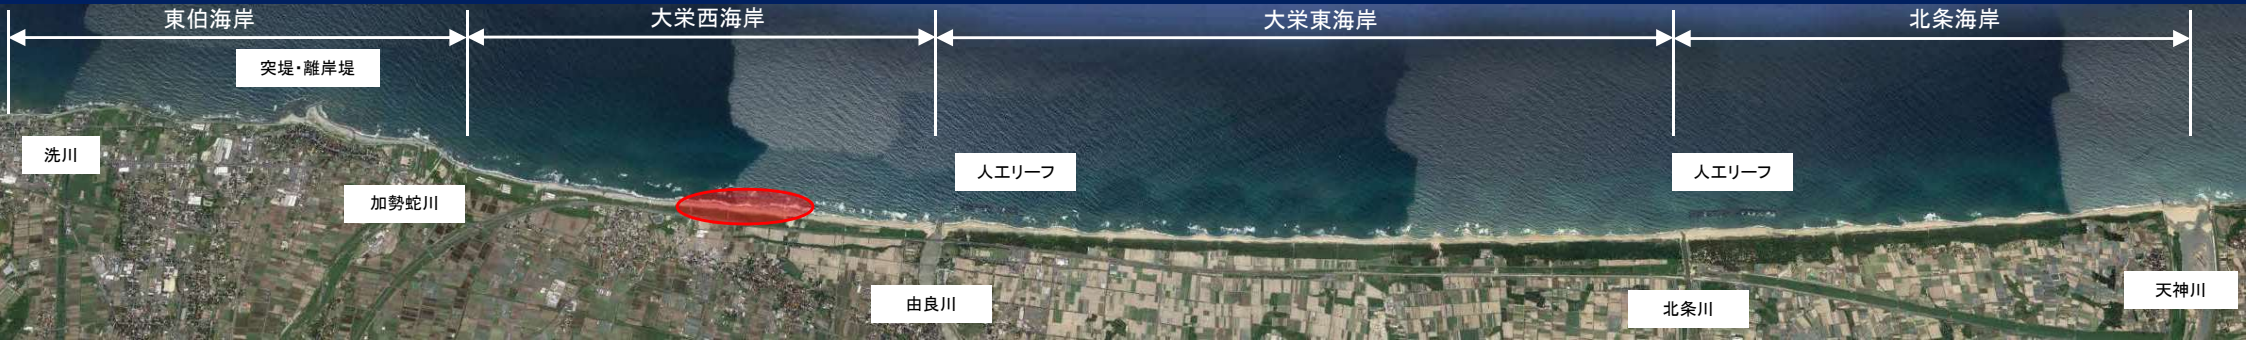 東伯海岸
大栄西海岸
大栄東海岸
北条海岸
突堤・離岸堤
洗川
人工リーフ
人工リーフ
加勢蛇川
由良川
北条川
天神川